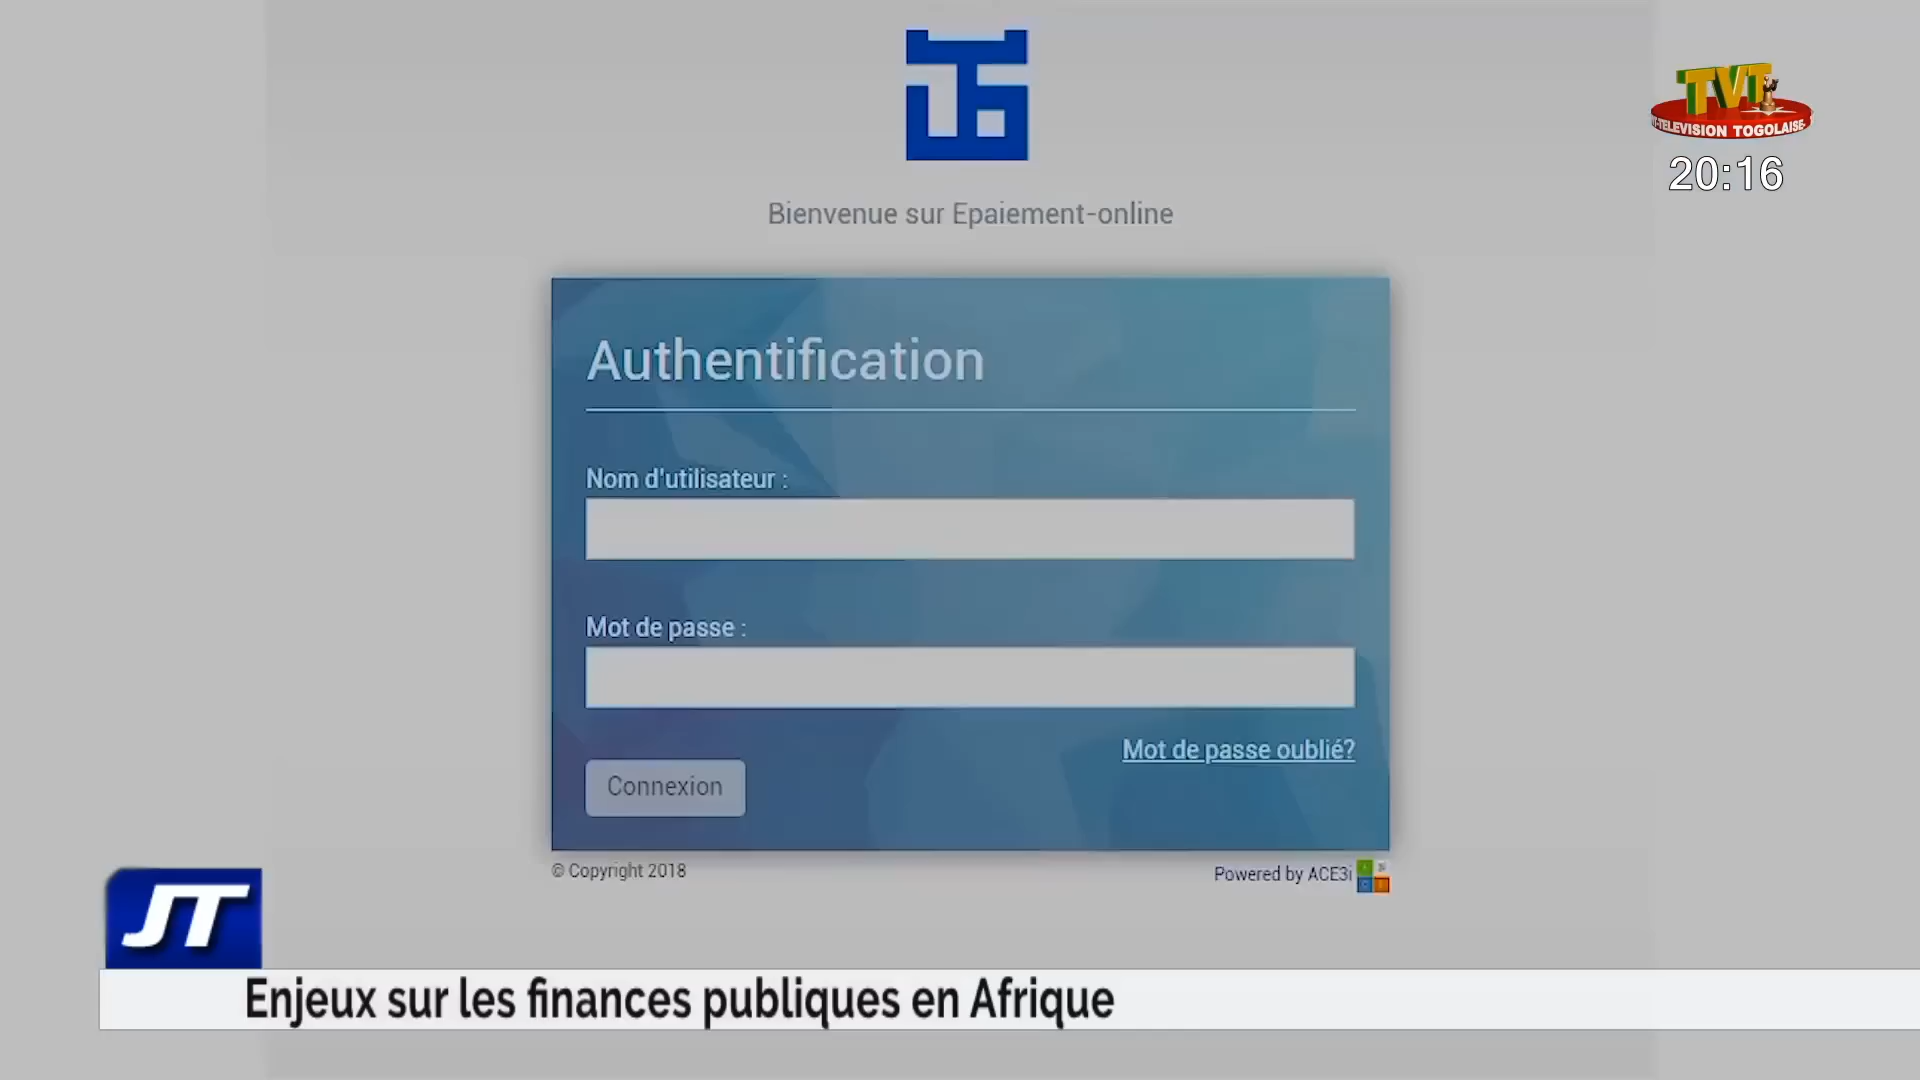 TVT
TELEVISION TOGOLAISE
20:16
Bienvenue sur Epaiement-online
Authentification
Nom d'utilisateur :
Mot de passe :
Mot de passe oublié?
Connexion
© Copyright 2018
Powered by ACE3i
JT
Enjeux sur les finances publiques en Afrique